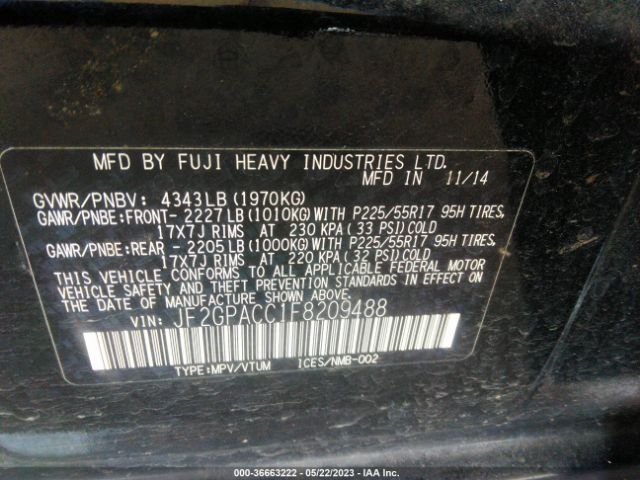 MFD BY FUJI HEAVY INDUSTRIES LTD.
MFD IN 11/14
GVWR/PNBV: 4343LB (1970KG)
GAWR/PNBE:FRONT- 2227LB (1010KG) WITH P225/55R17 95H TIRES,
17X7J RIMS AT 230 KPA (33 PSI) COLD
GAWR/PNBE:REAR - 2205LB (1000KG) WITH P225/55R17 95H TIRES,
17X7J RIMS AT 220 KPA (32 PSI) COLD
THIS VEHICLE CONFORMS TO ALL APPLICABLE FEDERAL MOTOR
VEHICLE SAFETY AND THEFT PREVENTION STANDARDS IN EFFECT ON
THE DATE OF MANUFACTURE SHOWN ABOVE.
VIN: JF2GPACC1F8209488
TYPE:MPV/VTUM ICES/NMB-002
000-36663222 - 05/22/2023 - IAA Inc.